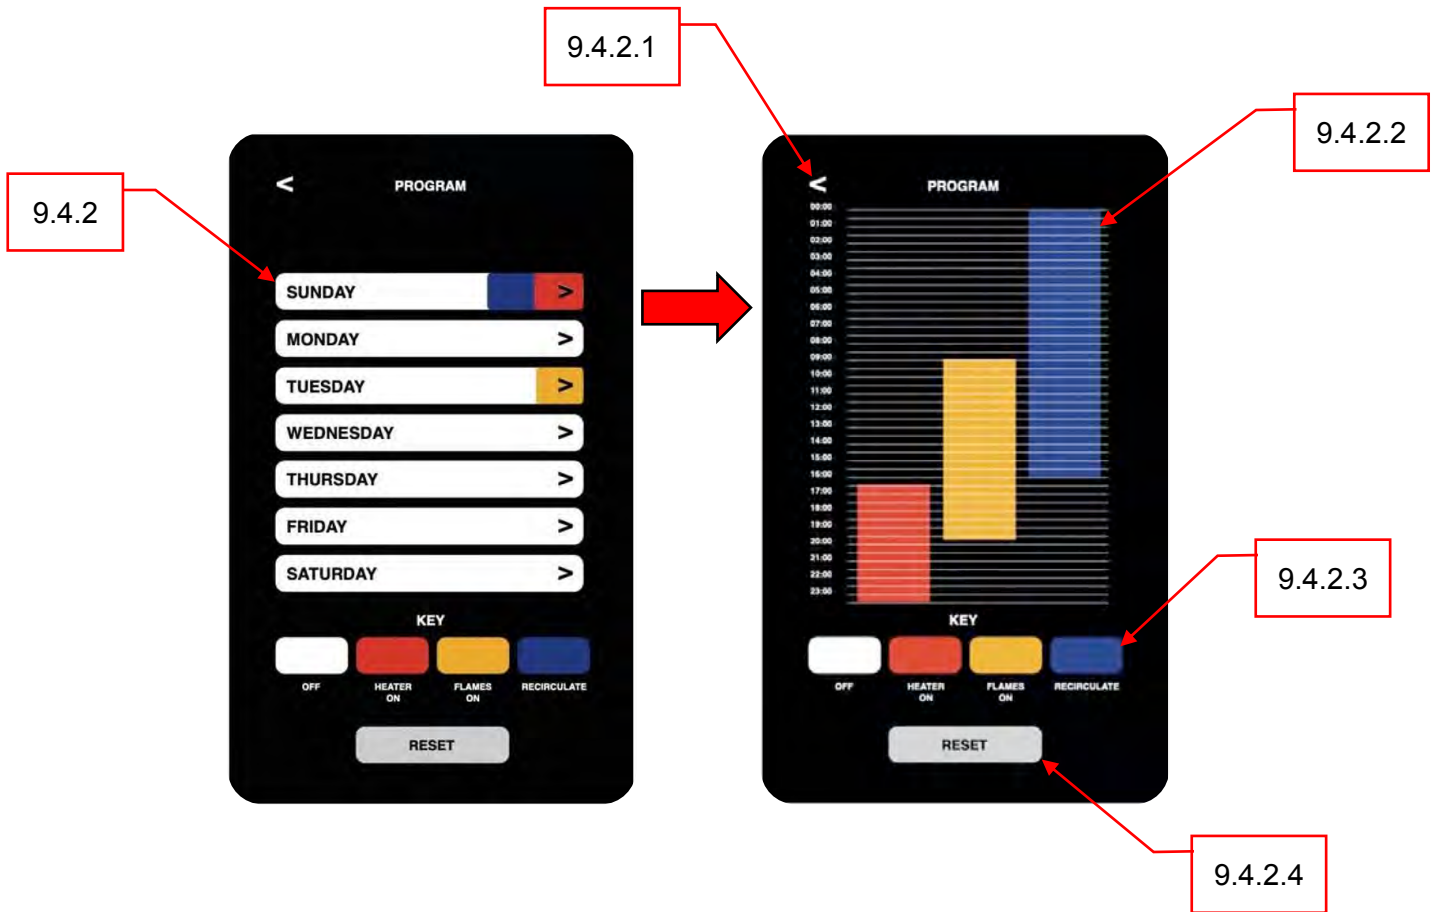 9.4.2.1
9.4.2.2
9.4.2
< PROGRAM
SUNDAY >
MONDAY >
TUESDAY >
WEDNESDAY >
THURSDAY >
FRIDAY >
SATURDAY >
KEY
OFF
HEATER
ON
FLAMES
ON
RECIRCULATE
RESET
< PROGRAM
00:00
01:00
02:00
03:00
04:00
05:00
06:00
07:00
08:00
09:00
10:00
11:00
12:00
13:00
14:00
15:00
16:00
17:00
18:00
19:00
20:00
21:00
22:00
23:00
KEY
OFF
HEATER
ON
FLAMES
ON
RECIRCULATE
RESET
9.4.2.3
9.4.2.4